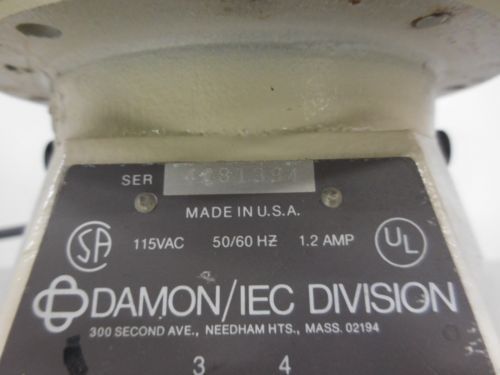 SER 4281394
MADE IN U.S.A.
SA 115VAC 50/60 HZ 1.2 AMP UL
DAMON/IEC DIVISION
300 SECOND AVE., NEEDHAM HTS., MASS. 02194
3 4